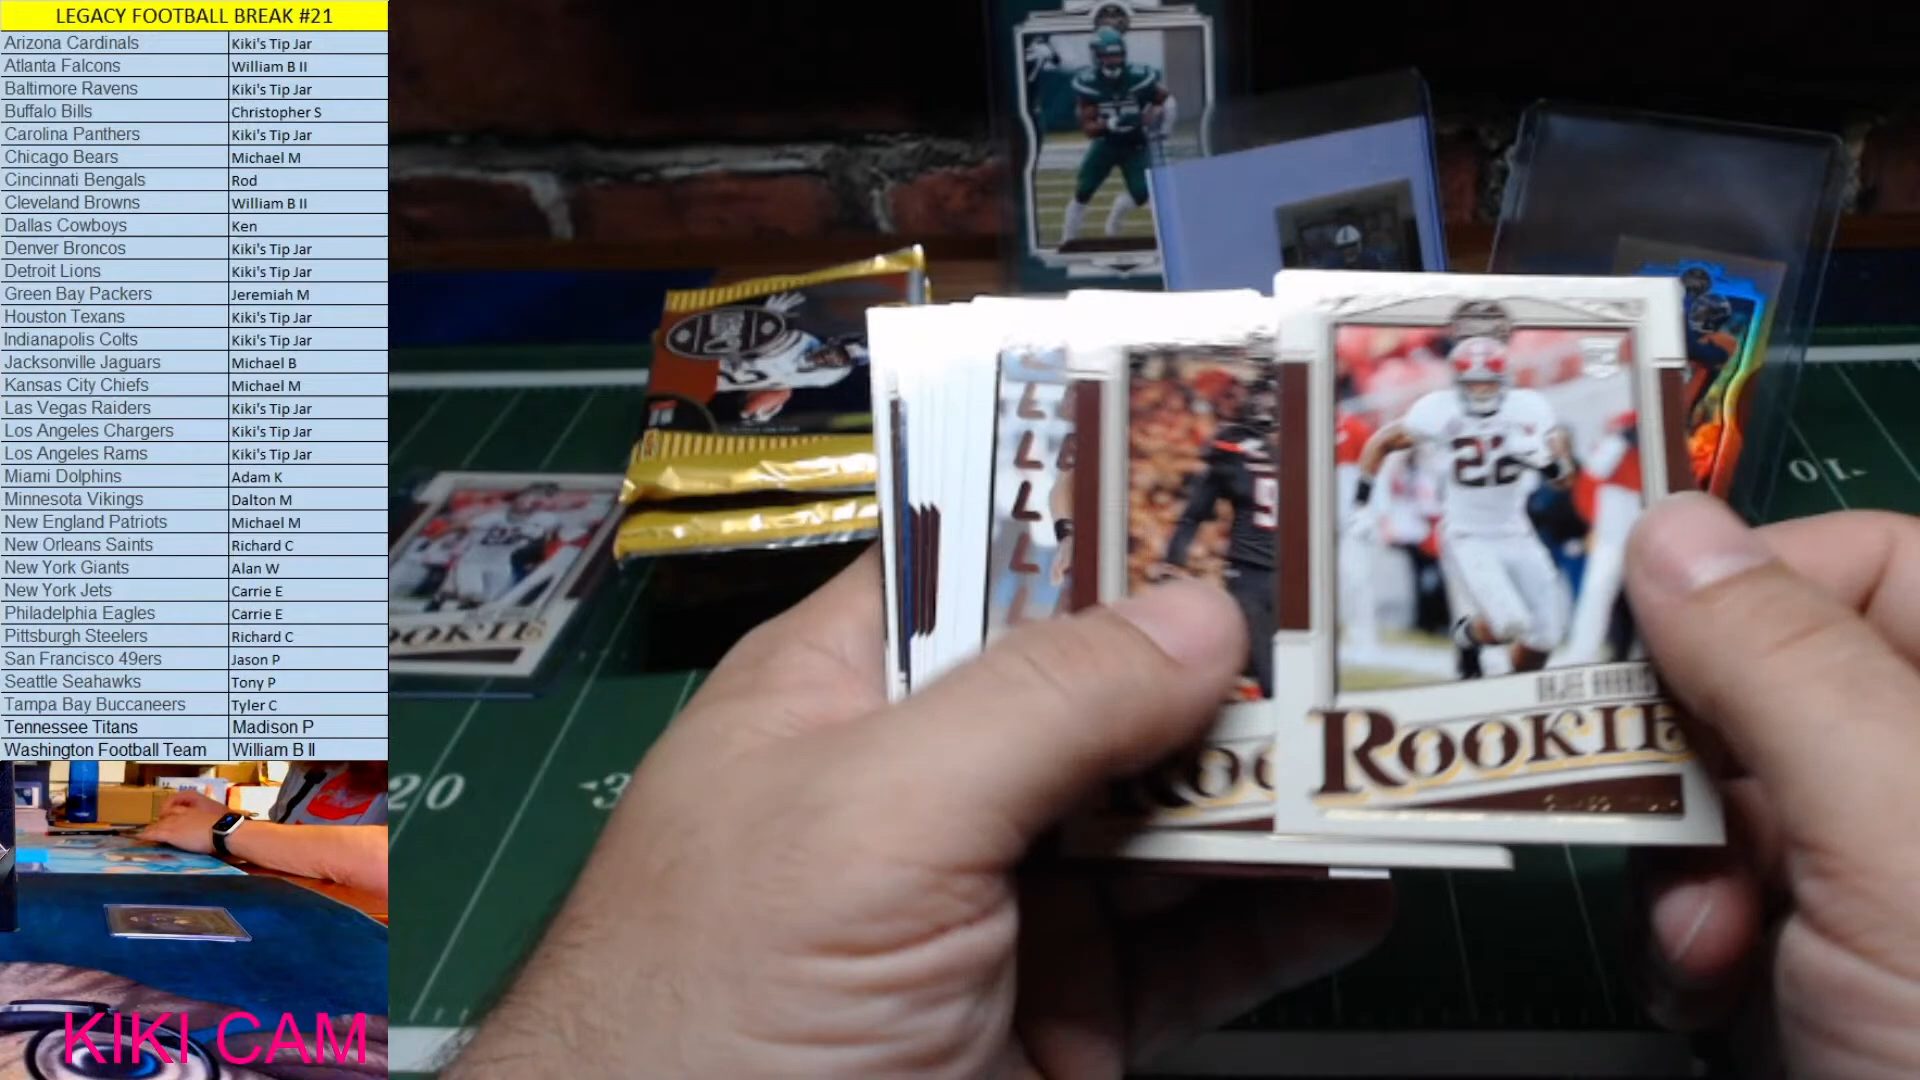 LEGACY FOOTBALL BREAK #21
Arizona Cardinals Kiki's Tip Jar
Atlanta Falcons William B II
Baltimore Ravens Kiki's Tip Jar
Buffalo Bills Christopher S
Carolina Panthers Kiki's Tip Jar
Chicago Bears Michael M
Cincinnati Bengals Rod
Cleveland Browns William B II
Dallas Cowboys Ken
Denver Broncos Kiki's Tip Jar
Detroit Lions Kiki's Tip Jar
Green Bay Packers Jeremiah M
Houston Texans Kiki's Tip Jar
Indianapolis Colts Kiki's Tip Jar
Jacksonville Jaguars Michael B
Kansas City Chiefs Michael M
Las Vegas Raiders Kiki's Tip Jar
Los Angeles Chargers Kiki's Tip Jar
Los Angeles Rams Kiki's Tip Jar
Miami Dolphins Adam K
Minnesota Vikings Dalton M
New England Patriots Michael M
New Orleans Saints Richard C
New York Giants Alan W
New York Jets Carrie E
Philadelphia Eagles Carrie E
Pittsburgh Steelers Richard C
San Francisco 49ers Jason P
Seattle Seahawks Tony P
Tampa Bay Buccaneers Tyler C
Tennessee Titans Madison P
Washington Football Team William B II
KIKI CAM
22
ROOKIE
20